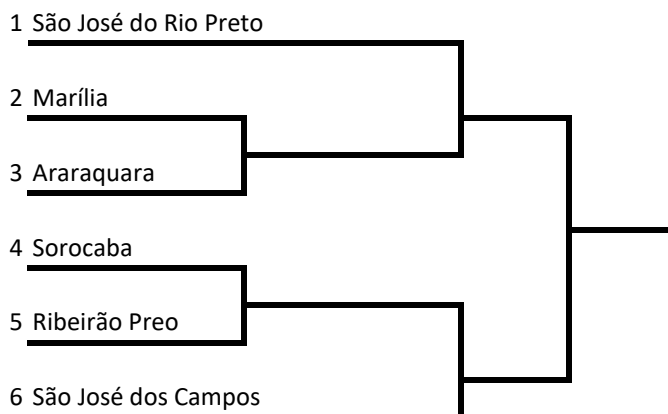 1 São José do Rio Preto
2 Marília
3 Araraquara
4 Sorocaba
5 Ribeirão Preo
6 São José dos Campos